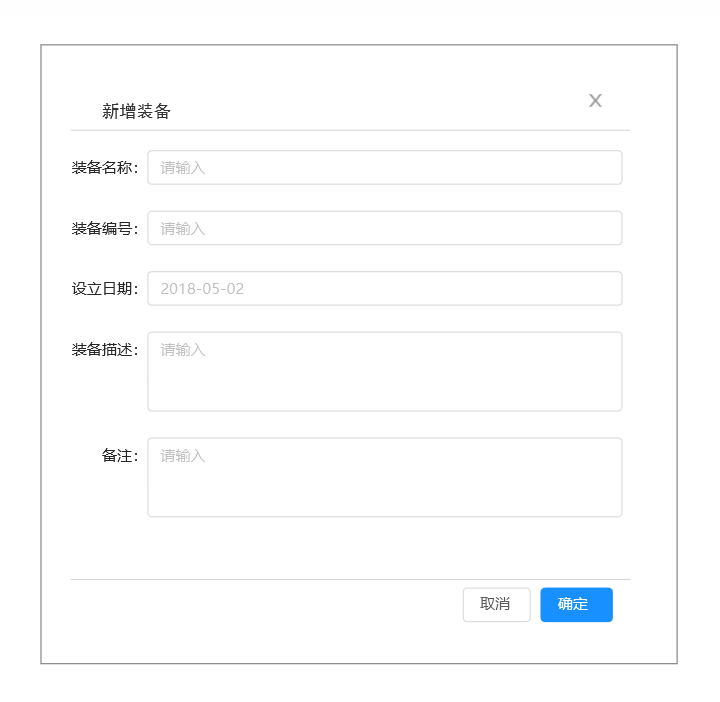 新增装备 X
装备名称： 请输入
装备编号： 请输入
设立日期： 2018-05-02
装备描述： 请输入
备注： 请输入
取消 确定